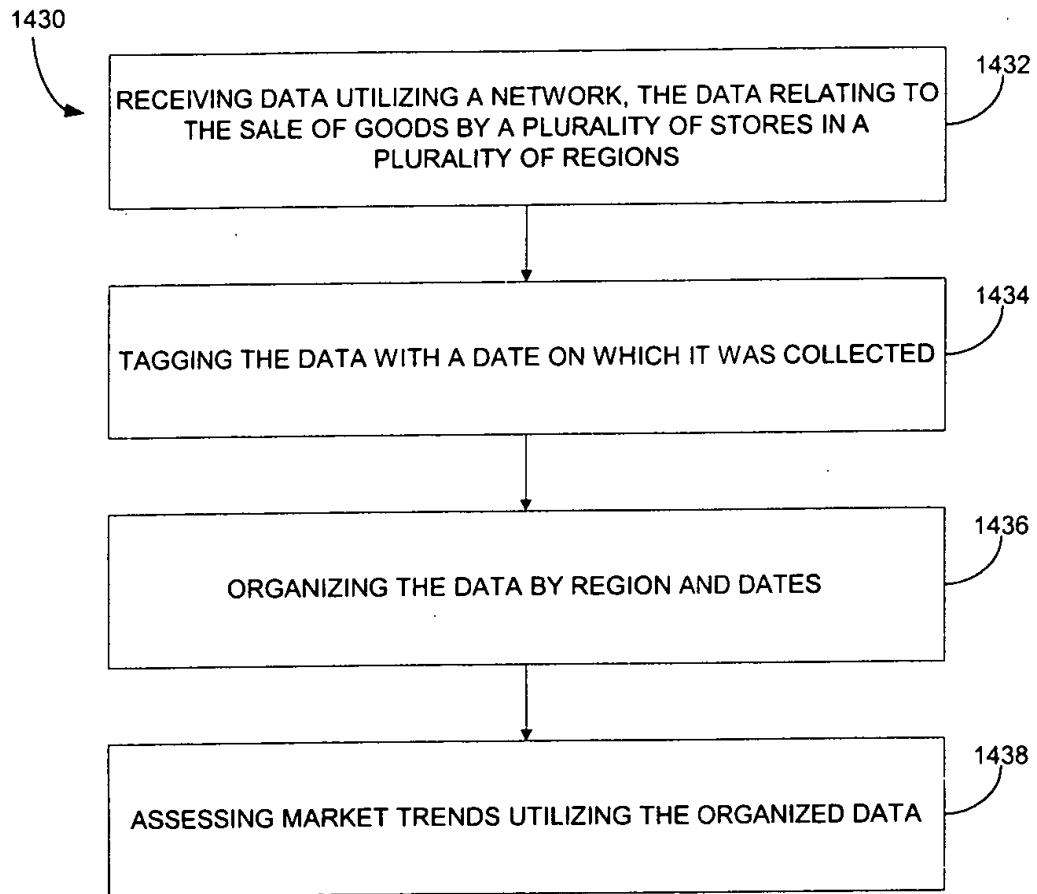 1430
1432
RECEIVING DATA UTILIZING A NETWORK, THE DATA RELATING TO
THE SALE OF GOODS BY A PLURALITY OF STORES IN A
PLURALITY OF REGIONS
1434
TAGGING THE DATA WITH A DATE ON WHICH IT WAS COLLECTED
1436
ORGANIZING THE DATA BY REGION AND DATES
1438
ASSESSING MARKET TRENDS UTILIZING THE ORGANIZED DATA